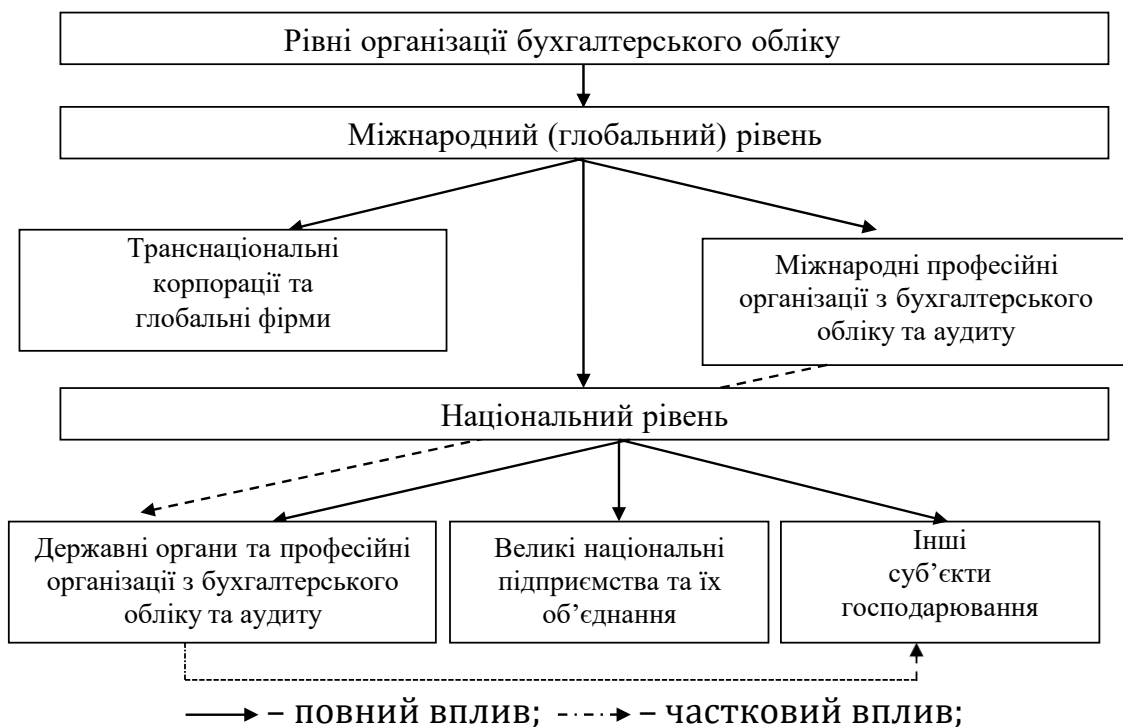 Рівні організації бухгалтерського обліку
Міжнародний (глобальний) рівень
Транснаціональні
корпорації та
глобальні фірми
Міжнародні професійні
організації з бухгалтерського
обліку та аудиту
Національний рівень
Державні органи та професійні
організації з бухгалтерського
обліку та аудиту
Великі національні
підприємства та їх
об’єднання
Інші
суб’єкти
господарювання
– повний вплив; – частковий вплив;